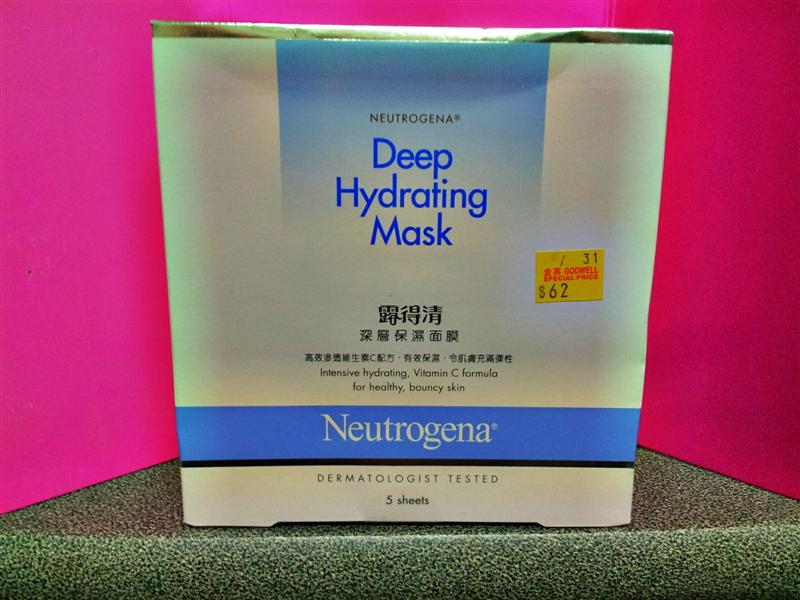 NEUTROGENA®
Deep
Hydrating
Mask
31
金英 GODWELL
SPECIAL PRICE
$62
露得清
深層保濕面膜
高效滲透維生素C配方，有效保濕，令肌膚充滿彈性
Intensive hydrating, Vitamin C formula
for healthy, bouncy skin
Neutrogena®
DERMATOLOGIST TESTED
5 sheets